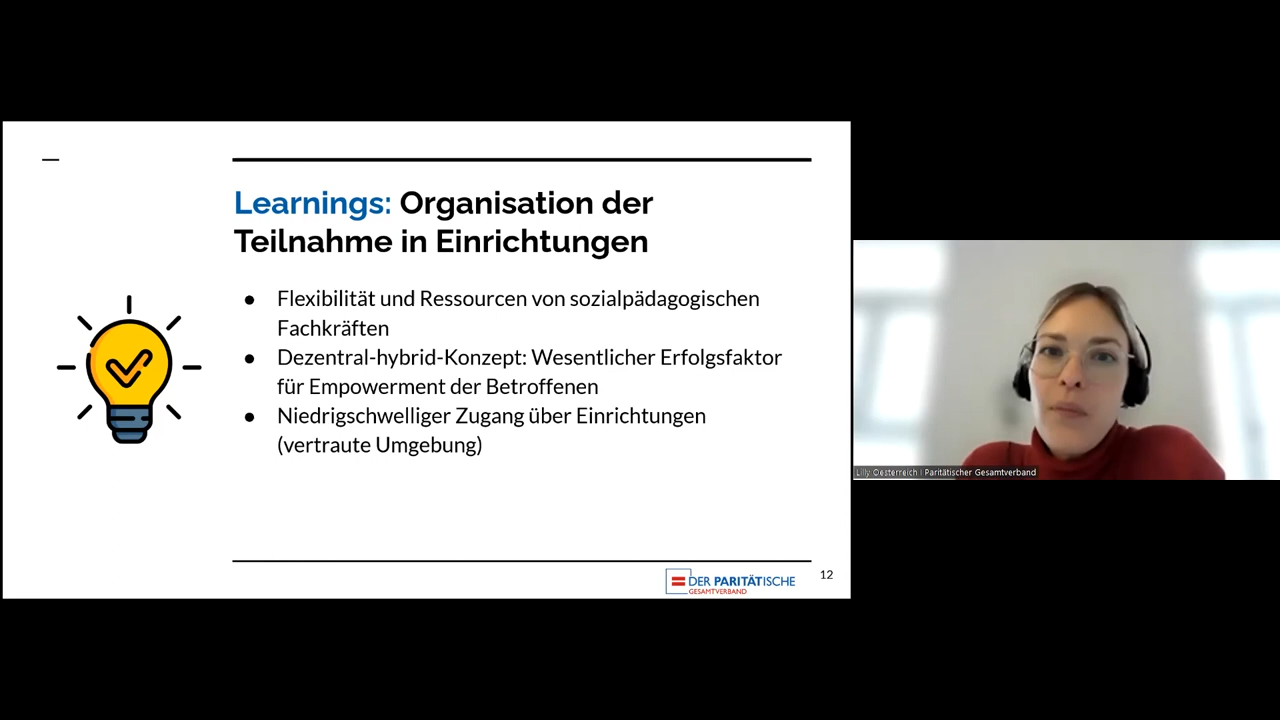 Learnings: Organisation der
Teilnahme in Einrichtungen
● Flexibilität und Ressourcen von sozialpädagogischen
Fachkräften
● Dezentral-hybrid-Konzept: Wesentlicher Erfolgsfaktor
für Empowerment der Betroffenen
● Niedrigschwelliger Zugang über Einrichtungen
(vertraute Umgebung)
DER PARITÄTISCHE
GESAMTVERBAND
12
Lilly Oesterreich | Paritätischer Gesamtverband